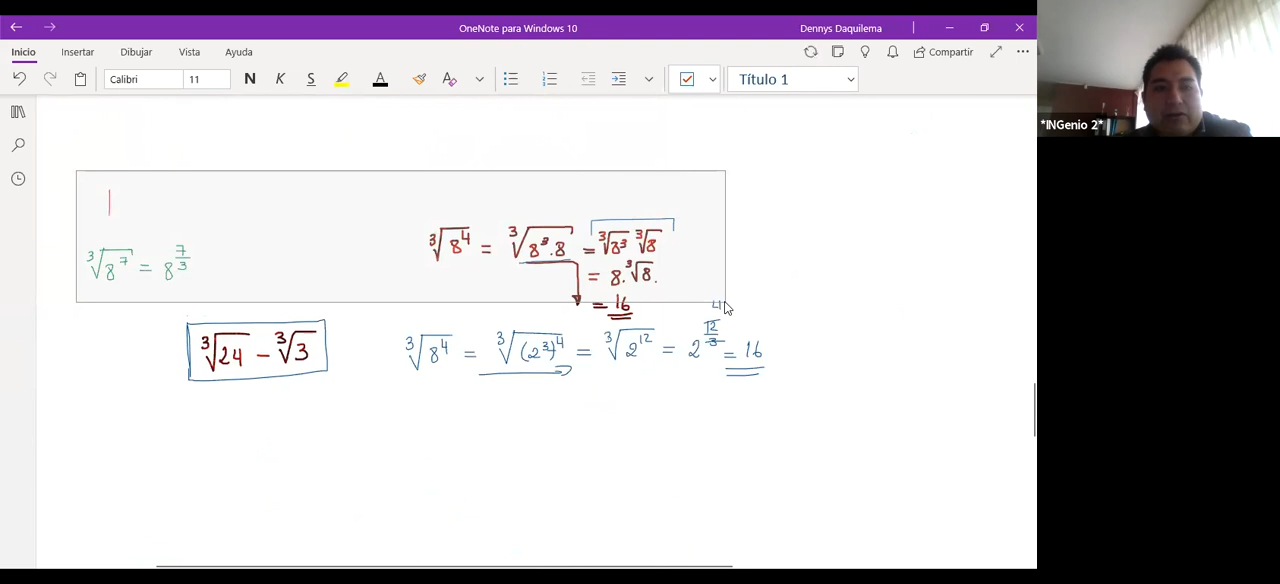 OneNote para Windows 10
Dennys Daquilema
Inicio Insertar Dibujar Vista Ayuda
Compartir
Calibri 11 N K S A Título 1
*INGenio 2*
∛8⁴ = ∛(8³·8) = ∛8³ ∛8
∛8⁷ = 8^(7/3)
= 8·∛8.
= 16
4
∛24 − ∛3
∛8⁴ = ∛(2³)⁴ = ∛2¹² = 2^(12/3) = 16